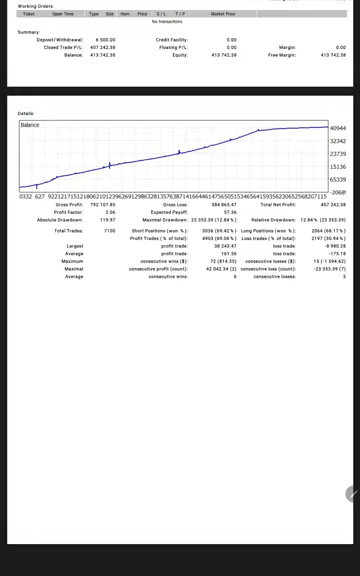 Working Orders:
Ticket Open Time Type Size Item Price S / L T / P Market Price
No transactions
Summary:
Deposit/Withdrawal: 6 500.00 Credit Facility: 0.00
Closed Trade P/L: 407 242.38 Floating P/L: 0.00 Margin: 0.00
Balance: 413 742.38 Equity: 413 742.38 Free Margin: 413 742.38
Details:
Balance
40944
32342
23739
15136
65339
-2068
Gross Profit: 792 107.85 Gross Loss: 384 865.47 Total Net Profit: 407 242.38
Profit Factor: 2.06 Expected Payoff: 57.36
Absolute Drawdown: 119.97 Maximal Drawdown: 23 353.39 (12.84 %) Relative Drawdown: 12.84 % (23 353.39)
Total Trades: 7100 Short Positions (won %): 5036 (69.42%) Long Positions (won %): 2064 (68.17%)
Profit Trades (% of total): 4903 (69.06%) Loss trades (% of total): 2197 (30.94%)
Largest profit trade: 38 243.47 loss trade: -8 980.28
Average profit trade: 161.56 loss trade: -175.18
Maximum consecutive wins ($): 72 (814.35) consecutive losses ($): 15 (-1 594.62)
Maximal consecutive profit (count): 42 042.34 (2) consecutive loss (count): -23 353.39 (7)
Average consecutive wins: 6 consecutive losses: 3